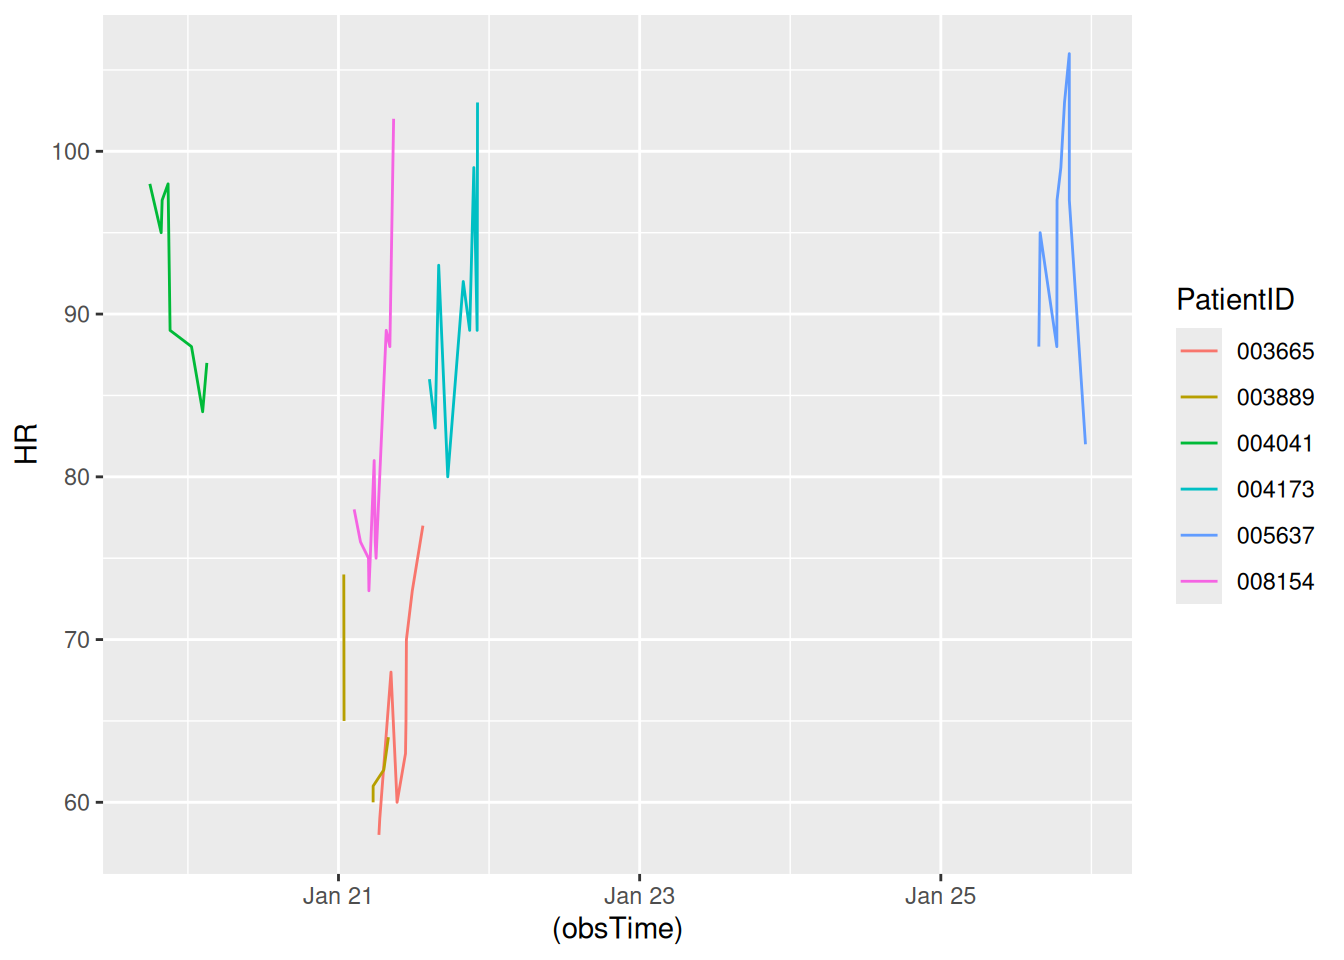 HR
100
90
80
70
60
Jan 21
Jan 23
Jan 25
(obsTime)
PatientID
003665
003889
004041
004173
005637
008154